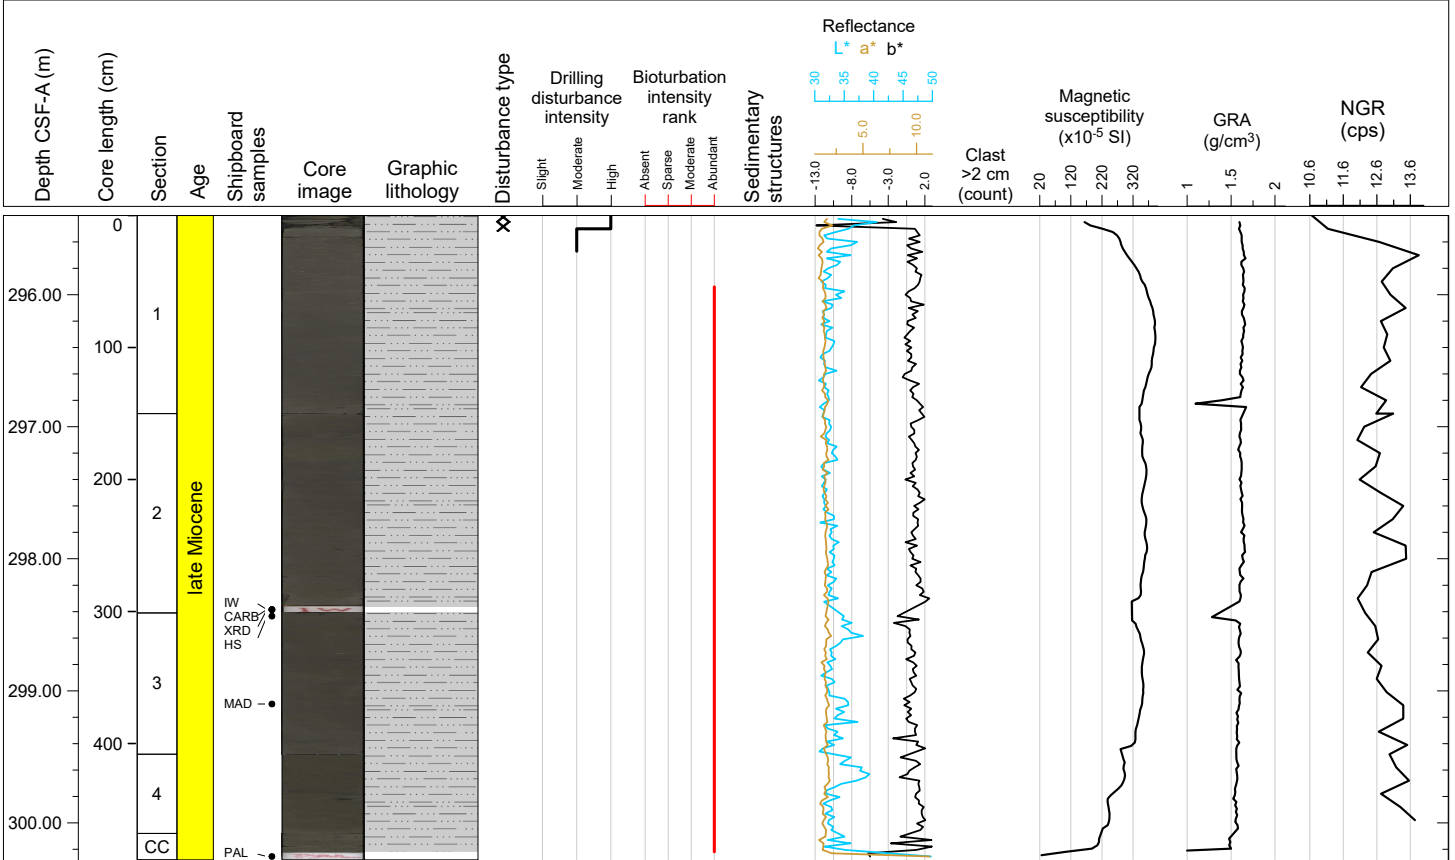 Depth CSF-A (m)
Core length (cm)
Section
Age
Shipboard
samples
Core
image
Graphic
lithology
Disturbance type
Drilling
disturbance
intensity
Slight
Moderate
High
Bioturbation
intensity
rank
Absent
Sparse
Moderate
Abundant
Sedimentary
structures
Reflectance
L* a* b*
30 35 40 45 50
5.0 10.0
-13.0 -8.0 -3.0 2.0
Clast
>2 cm
(count)
Magnetic
susceptibility
(x10-5 SI)
20 120 220 320
GRA
(g/cm3)
1 1.5 2
NGR
(cps)
10.6 11.6 12.6 13.6
0
296.00
1
100
297.00
200
2
late Miocene
298.00
IW
300
CARB
XRD
HS
3
299.00
MAD
400
4
300.00
CC
PAL